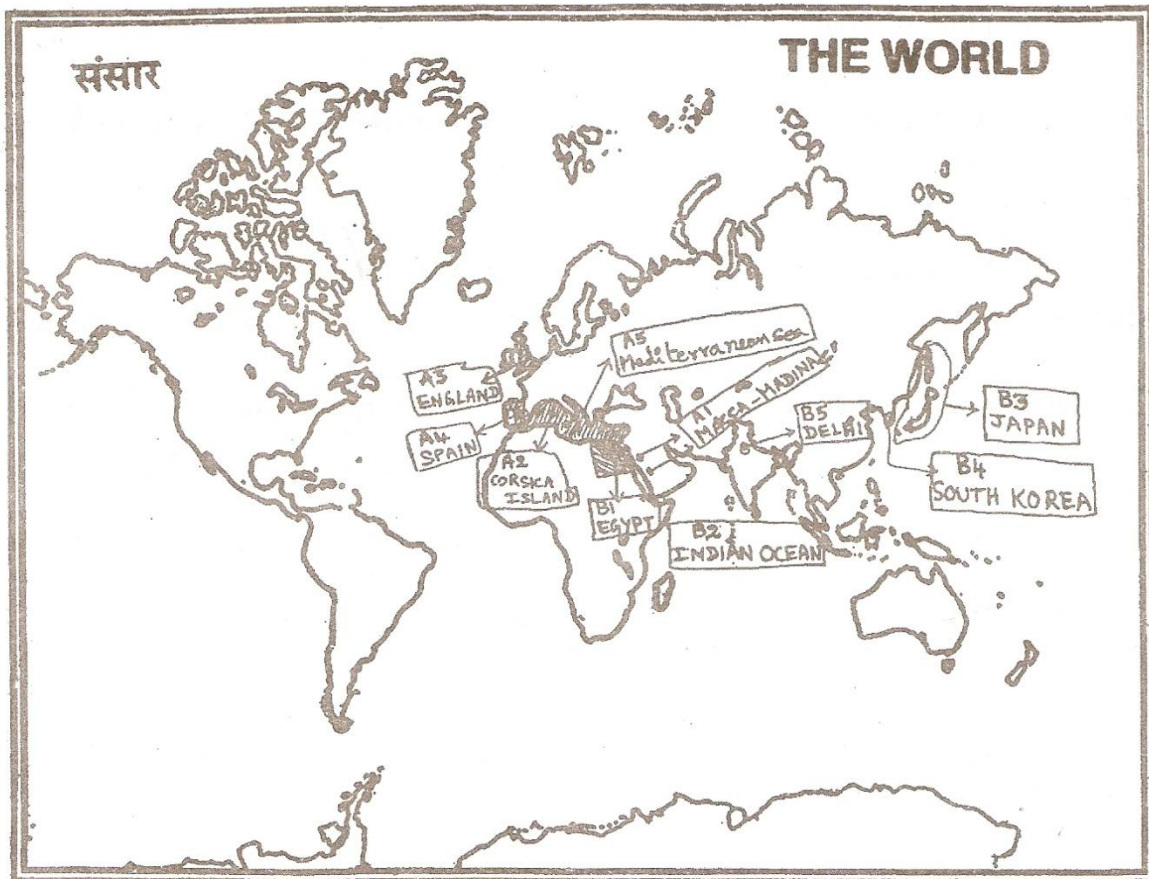 संसार
THE WORLD
A5
Mediterranean Sea
A3
ENGLAND
A1
MECCA-MADINA
B5
DELHI
B3
JAPAN
A4
SPAIN
A2
CORSICA
ISLAND
B4
SOUTH KOREA
B1
EGYPT
B2
INDIAN OCEAN